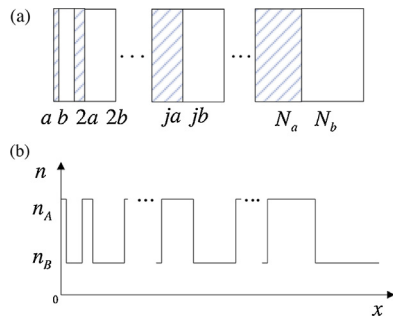 (a)
... ...
a b 2a 2b ja jb N_a N_b
(b)
n
n_A
... ...
n_B
0
x